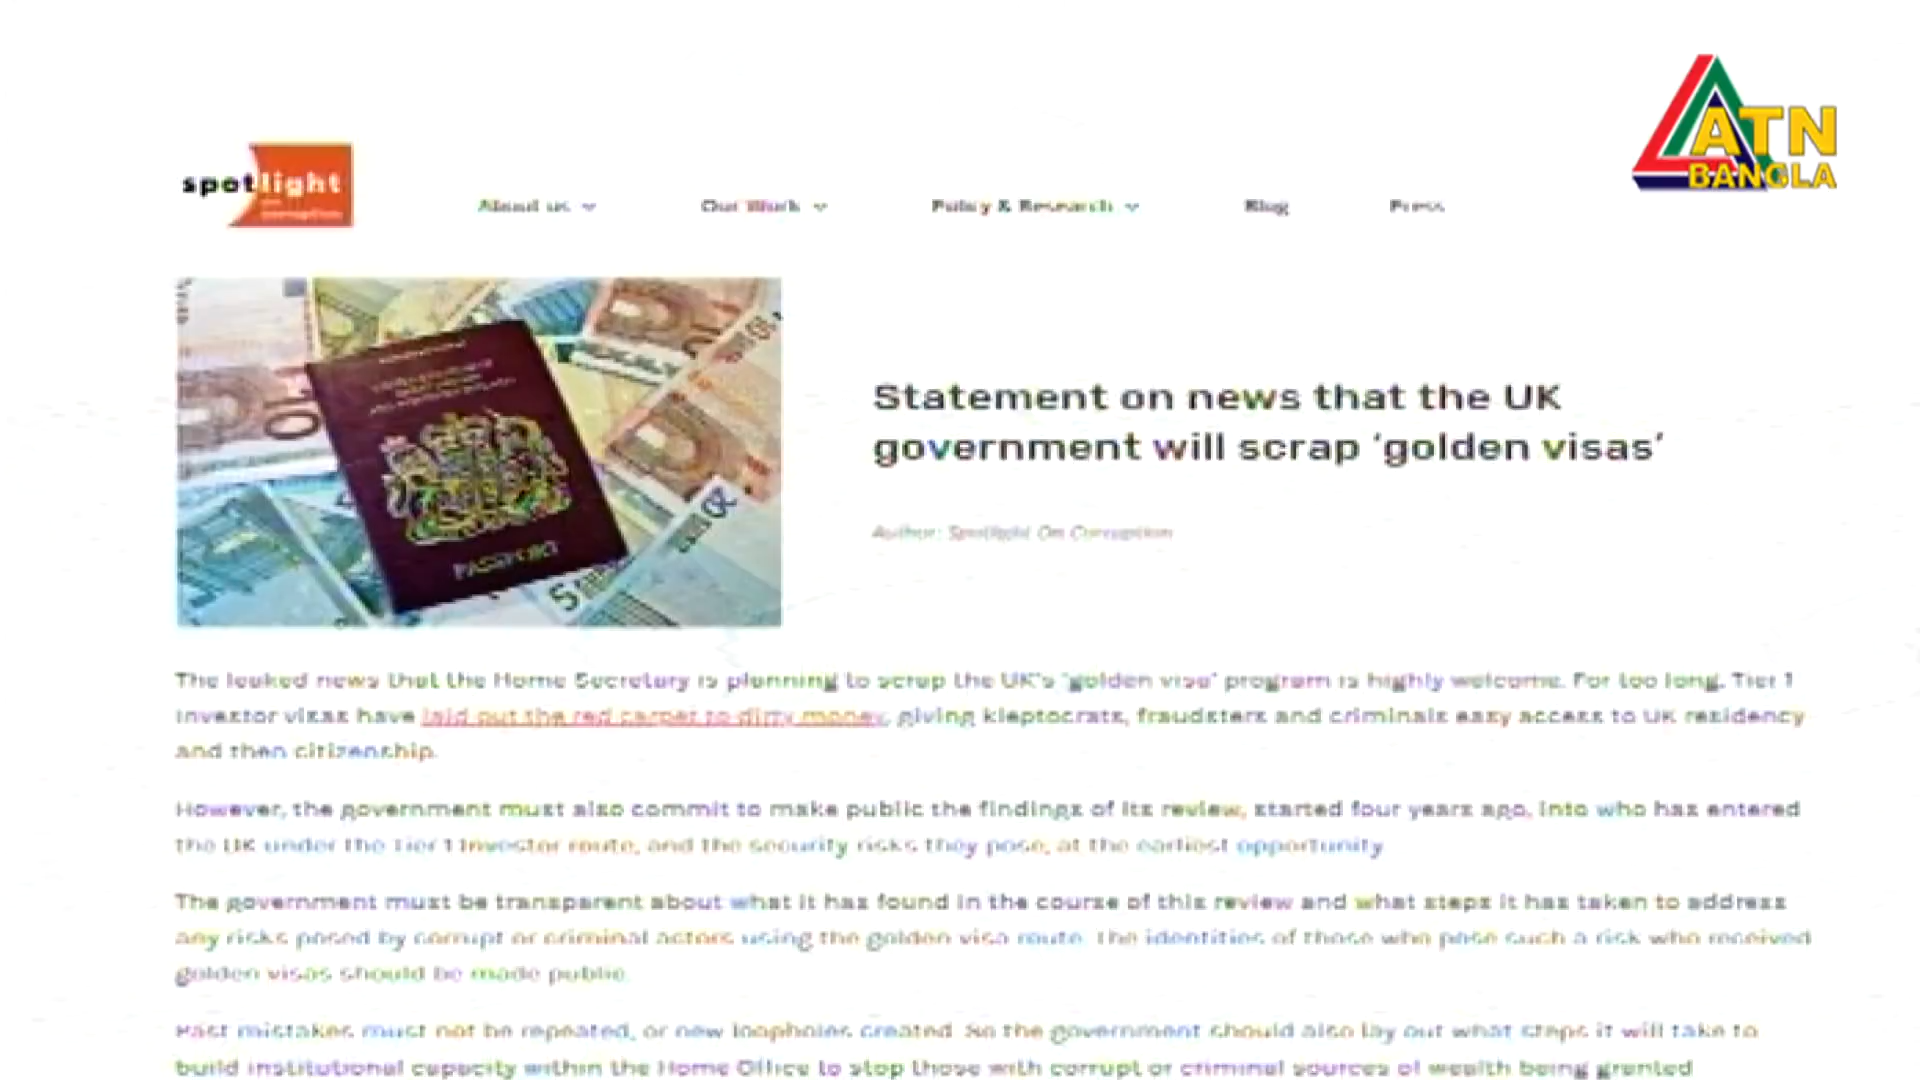 ATN
BANGLA
spotlight
on corruption
About us
Our Work
Policy & Research
Blog
Press
PASSPORT
Statement on news that the UK
government will scrap ‘golden visas’
Author: Spotlight On Corruption
The leaked news that the Home Secretary is planning to scrap the UK's 'golden visa' program is highly welcome. For too long, Tier 1
Investor visas have laid out the red carpet to dirty money, giving kleptocrats, fraudsters and criminals easy access to UK residency
and then citizenship.
However, the government must also commit to make public the findings of its review, started four years ago, into who has entered
the UK under the Tier 1 Investor route, and the security risks they pose, at the earliest opportunity.
The government must be transparent about what it has found in the course of this review and what steps it has taken to address
any risks posed by corrupt or criminal actors using the golden visa route. The identities of those who pose such a risk who received
golden visas should be made public.
Past mistakes must not be repeated, or new loopholes created. So the government should also lay out what steps it will take to
build institutional capacity within the Home Office to stop those with corrupt or criminal sources of wealth being granted